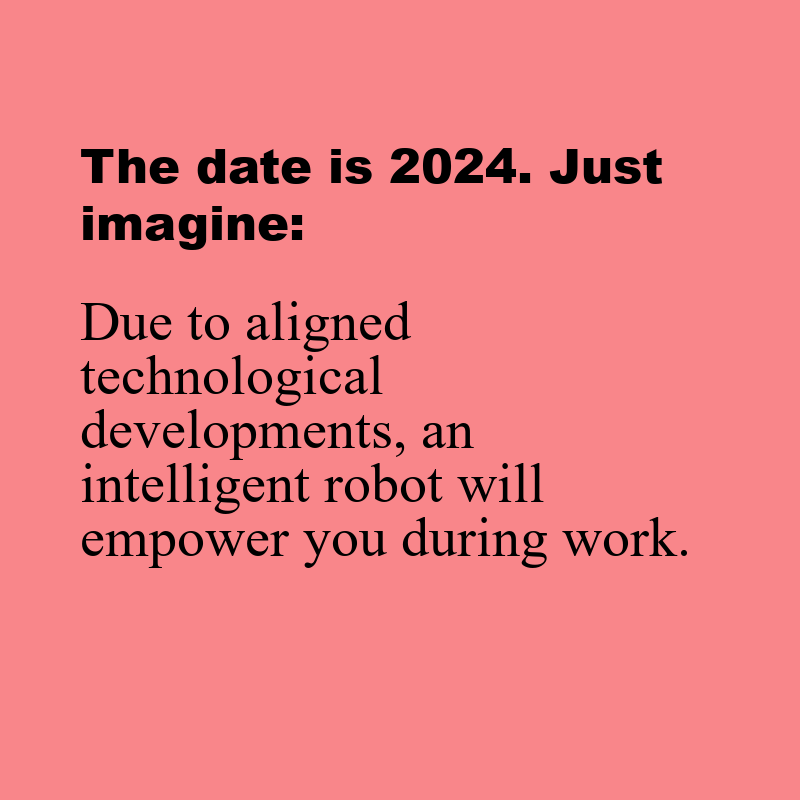 The date is 2024. Just
imagine:
Due to aligned
technological
developments, an
intelligent robot will
empower you during work.